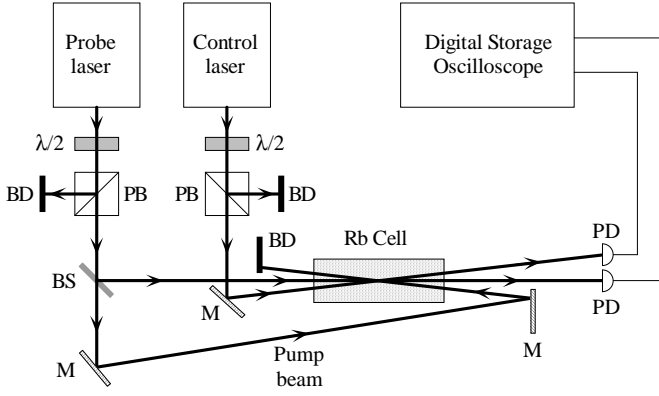 Probe
laser
Control
laser
Digital Storage
Oscilloscope
λ/2
λ/2
BD
PB
PB
BD
BD
Rb Cell
PD
BS
M
PD
M
M
Pump
beam